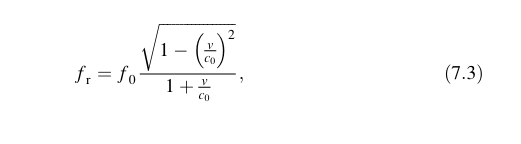 f_r = f_0 \frac{\sqrt{1 - \left(\frac{v}{c_0}\right)^2}}{1 + \frac{v}{c_0}}, (7.3)